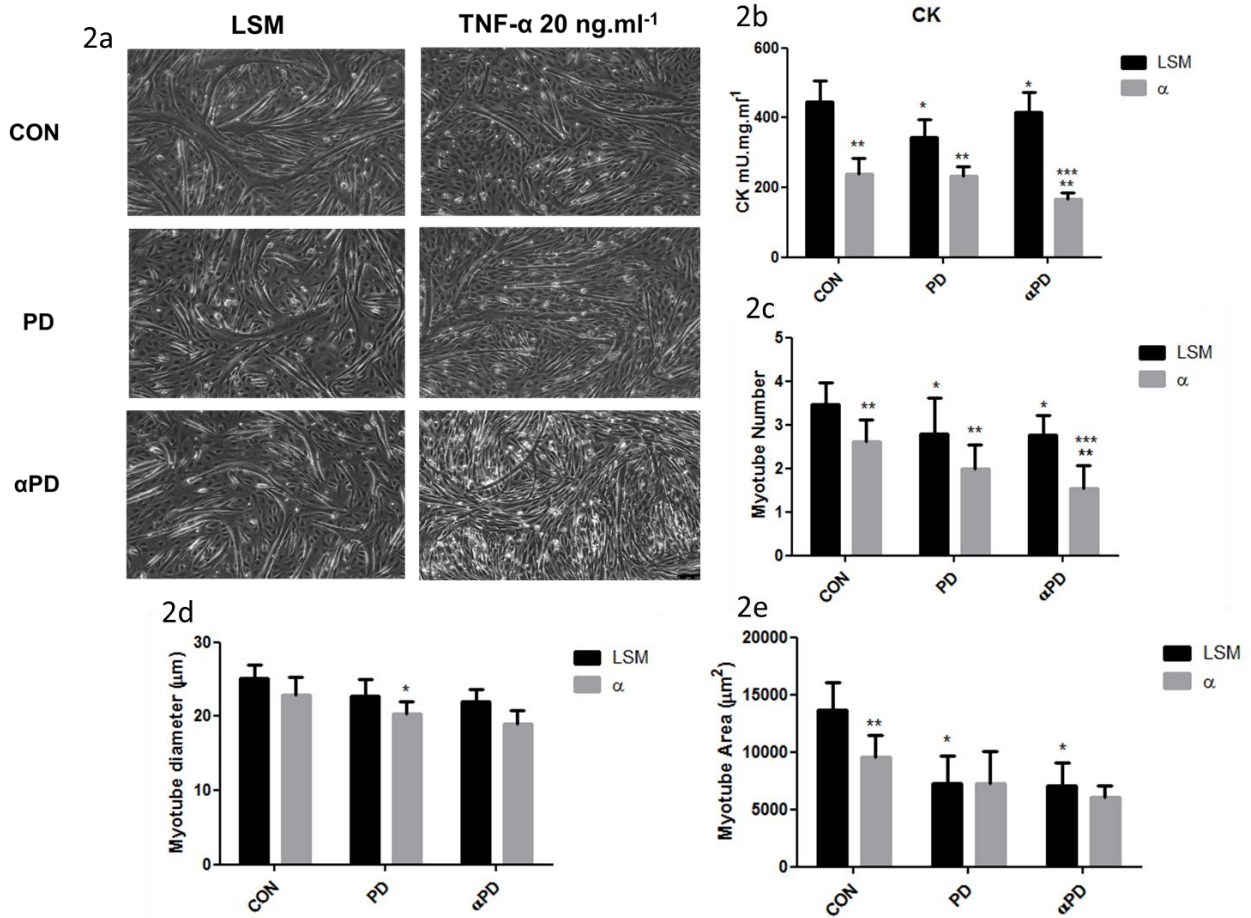 2a
LSM
TNF-α 20 ng.ml-1
CON
PD
αPD
2b
CK
CK mU.mg.ml1
600
400
200
0
* 
*
**
**
***
**
CON
PD
αPD
LSM
α
2c
Myotube Number
5
4
3
2
1
0
**
*
**
*
***
**
CON
PD
αPD
LSM
α
2d
Myotube diameter (μm)
30
20
10
0
*
CON
PD
αPD
LSM
α
2e
Myotube Area (μm2)
20000
15000
10000
5000
0
**
*
*
CON
PD
αPD
LSM
α